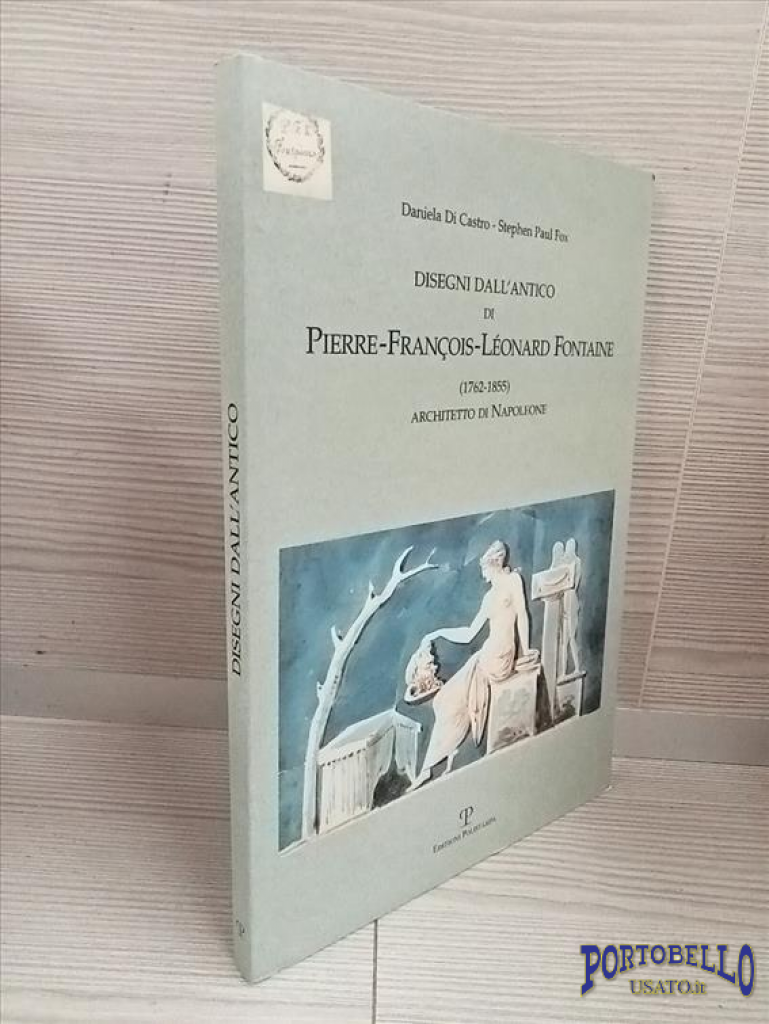 P. F. L.
Fontaine
Daniela Di Castro - Stephen Paul Fox
DISEGNI DALL'ANTICO
DI
PIERRE-FRANÇOIS-LÉONARD FONTAINE
(1762-1855)
ARCHITETTO DI NAPOLEONE
P
EDIZIONI POLISTAMPA
DISEGNI DALL'ANTICO
P
PORTOBELLO
USATO.it